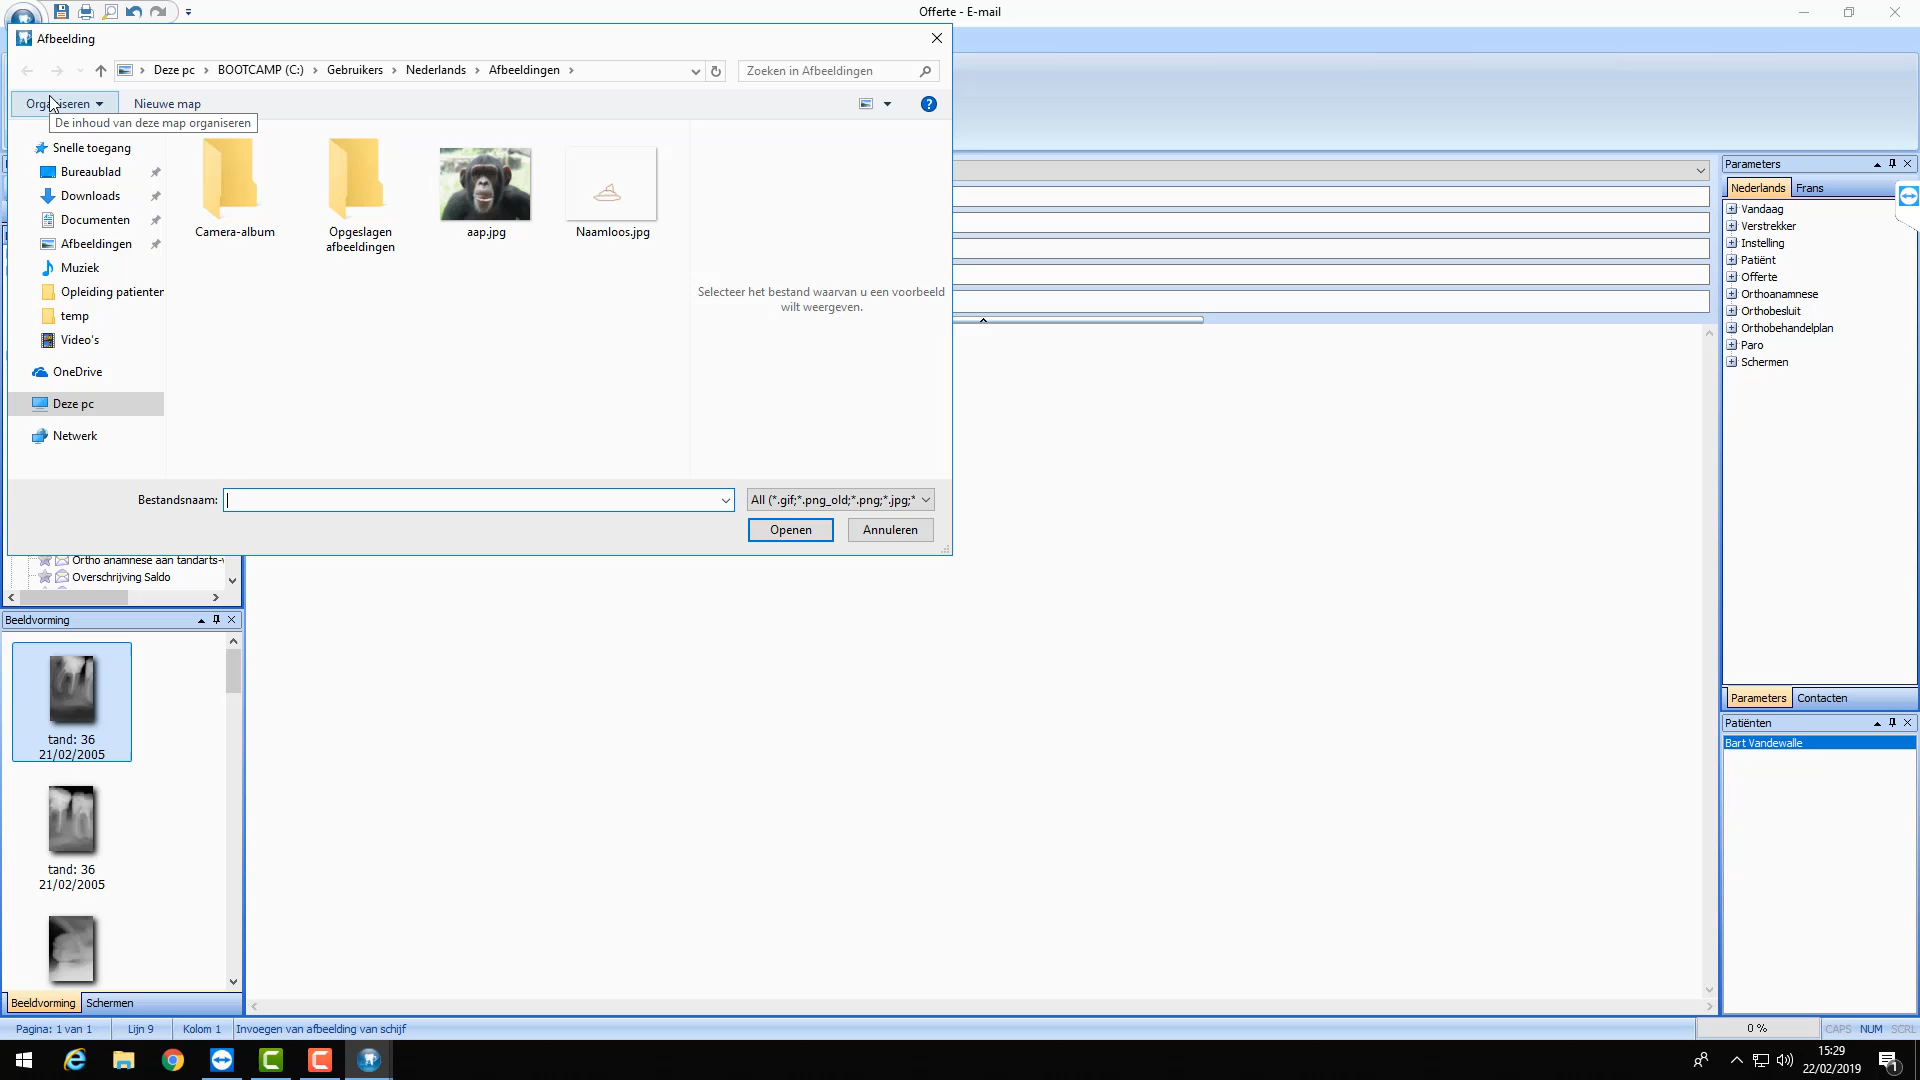 Offerte - E-mail
Afbeelding
Deze pc
BOOTCAMP (C:)
Gebruikers
Nederlands
Afbeeldingen
Zoeken in Afbeeldingen
Organiseren
Nieuwe map
De inhoud van deze map organiseren
Snelle toegang
Bureaublad
Downloads
Documenten
Afbeeldingen
Muziek
Opleiding patienten
temp
Video's
OneDrive
Deze pc
Netwerk
Camera-album
Opgeslagen
afbeeldingen
aap.jpg
Naamloos.jpg
Selecteer het bestand waarvan u een voorbeeld
wilt weergeven.
Bestandsnaam:
All (*.gif;*.png_old;*.png;*.jpg;*
Openen
Annuleren
Parameters
Nederlands
Frans
Vandaag
Verstrekker
Instelling
Patiënt
Offerte
Orthoanamnese
Orthobesluit
Orthobehandelplan
Paro
Schermen
Parameters
Contacten
Patiënten
Bart Vandewalle
Ortho anamnese aan tandarts-v
Overschrijving Saldo
Beeldvorming
tand: 36
21/02/2005
tand: 36
21/02/2005
Beeldvorming
Schermen
Pagina: 1 van 1
Lijn 9
Kolom 1
Invoegen van afbeelding van schijf
0 %
CAPS
NUM
SCRL
15:29
22/02/2019
1